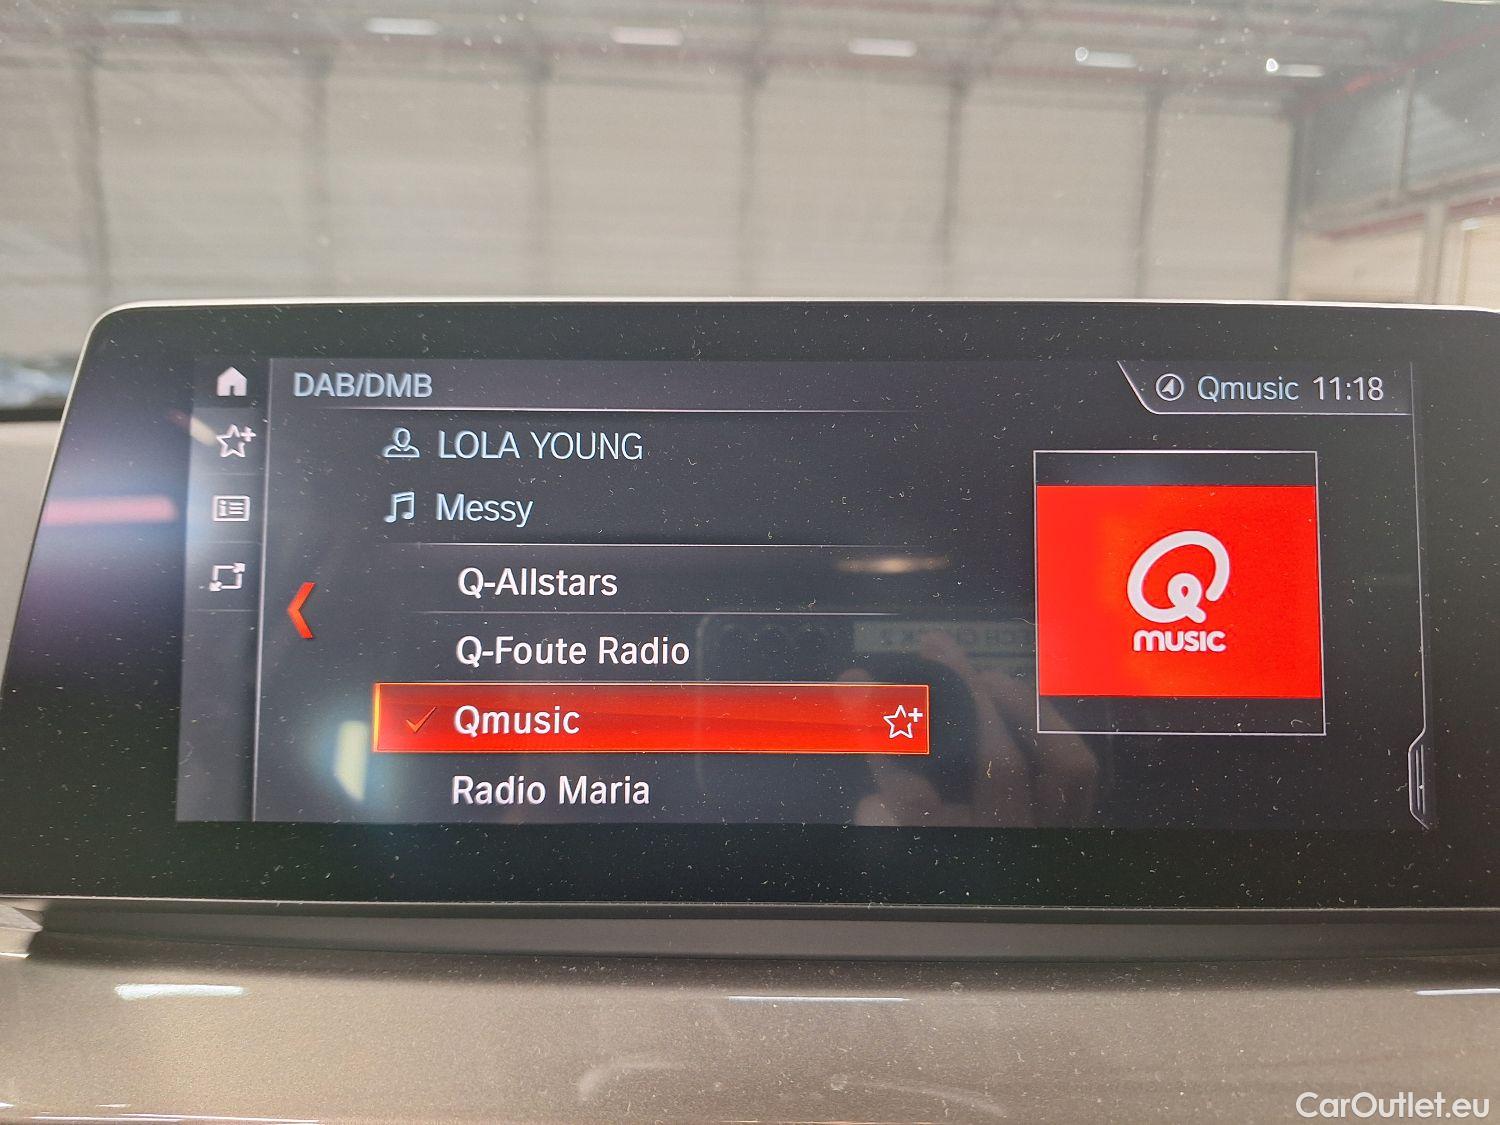 DAB/DMB
Qmusic 11:18
LOLA YOUNG
Messy
Q-Allstars
Q-Foute Radio
Qmusic
Radio Maria
Q
MUSIC
CarOutlet.eu